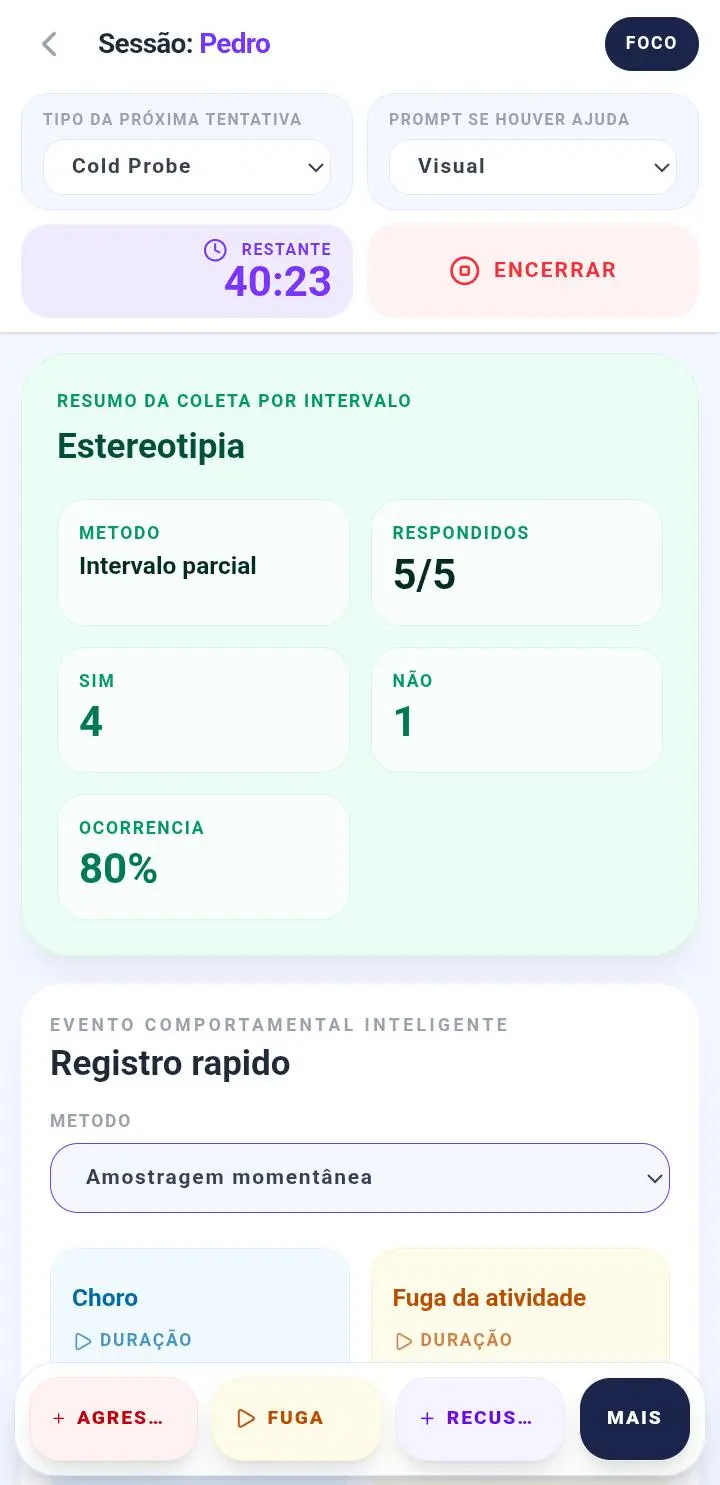 Sessão: Pedro
FOCO
TIPO DA PRÓXIMA TENTATIVA
Cold Probe
PROMPT SE HOUVER AJUDA
Visual
RESTANTE
40:23
ENCERRAR
RESUMO DA COLETA POR INTERVALO
Estereotipia
METODO
Intervalo parcial
RESPONDIDOS
5/5
SIM
4
NÃO
1
OCORRENCIA
80%
EVENTO COMPORTAMENTAL INTELIGENTE
Registro rapido
METODO
Amostragem momentânea
Choro
DURAÇÃO
Fuga da atividade
DURAÇÃO
+ AGRES...
FUGA
+ RECUS...
MAIS